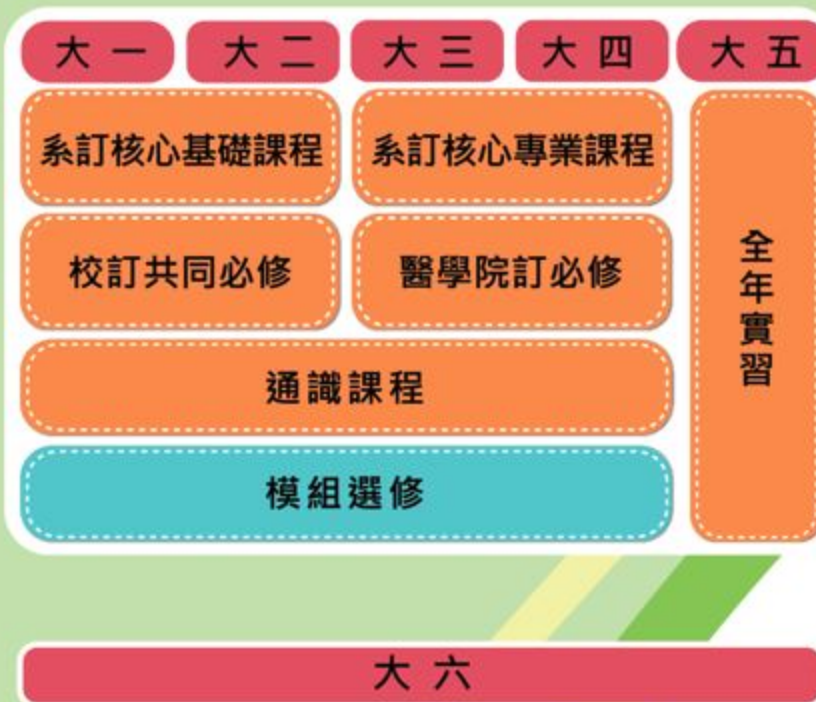 大一 大二 大三 大四 大五
系訂核心基礎課程 系訂核心專業課程
校訂共同必修 醫學院訂必修
全年實習
通識課程
模組選修
大六